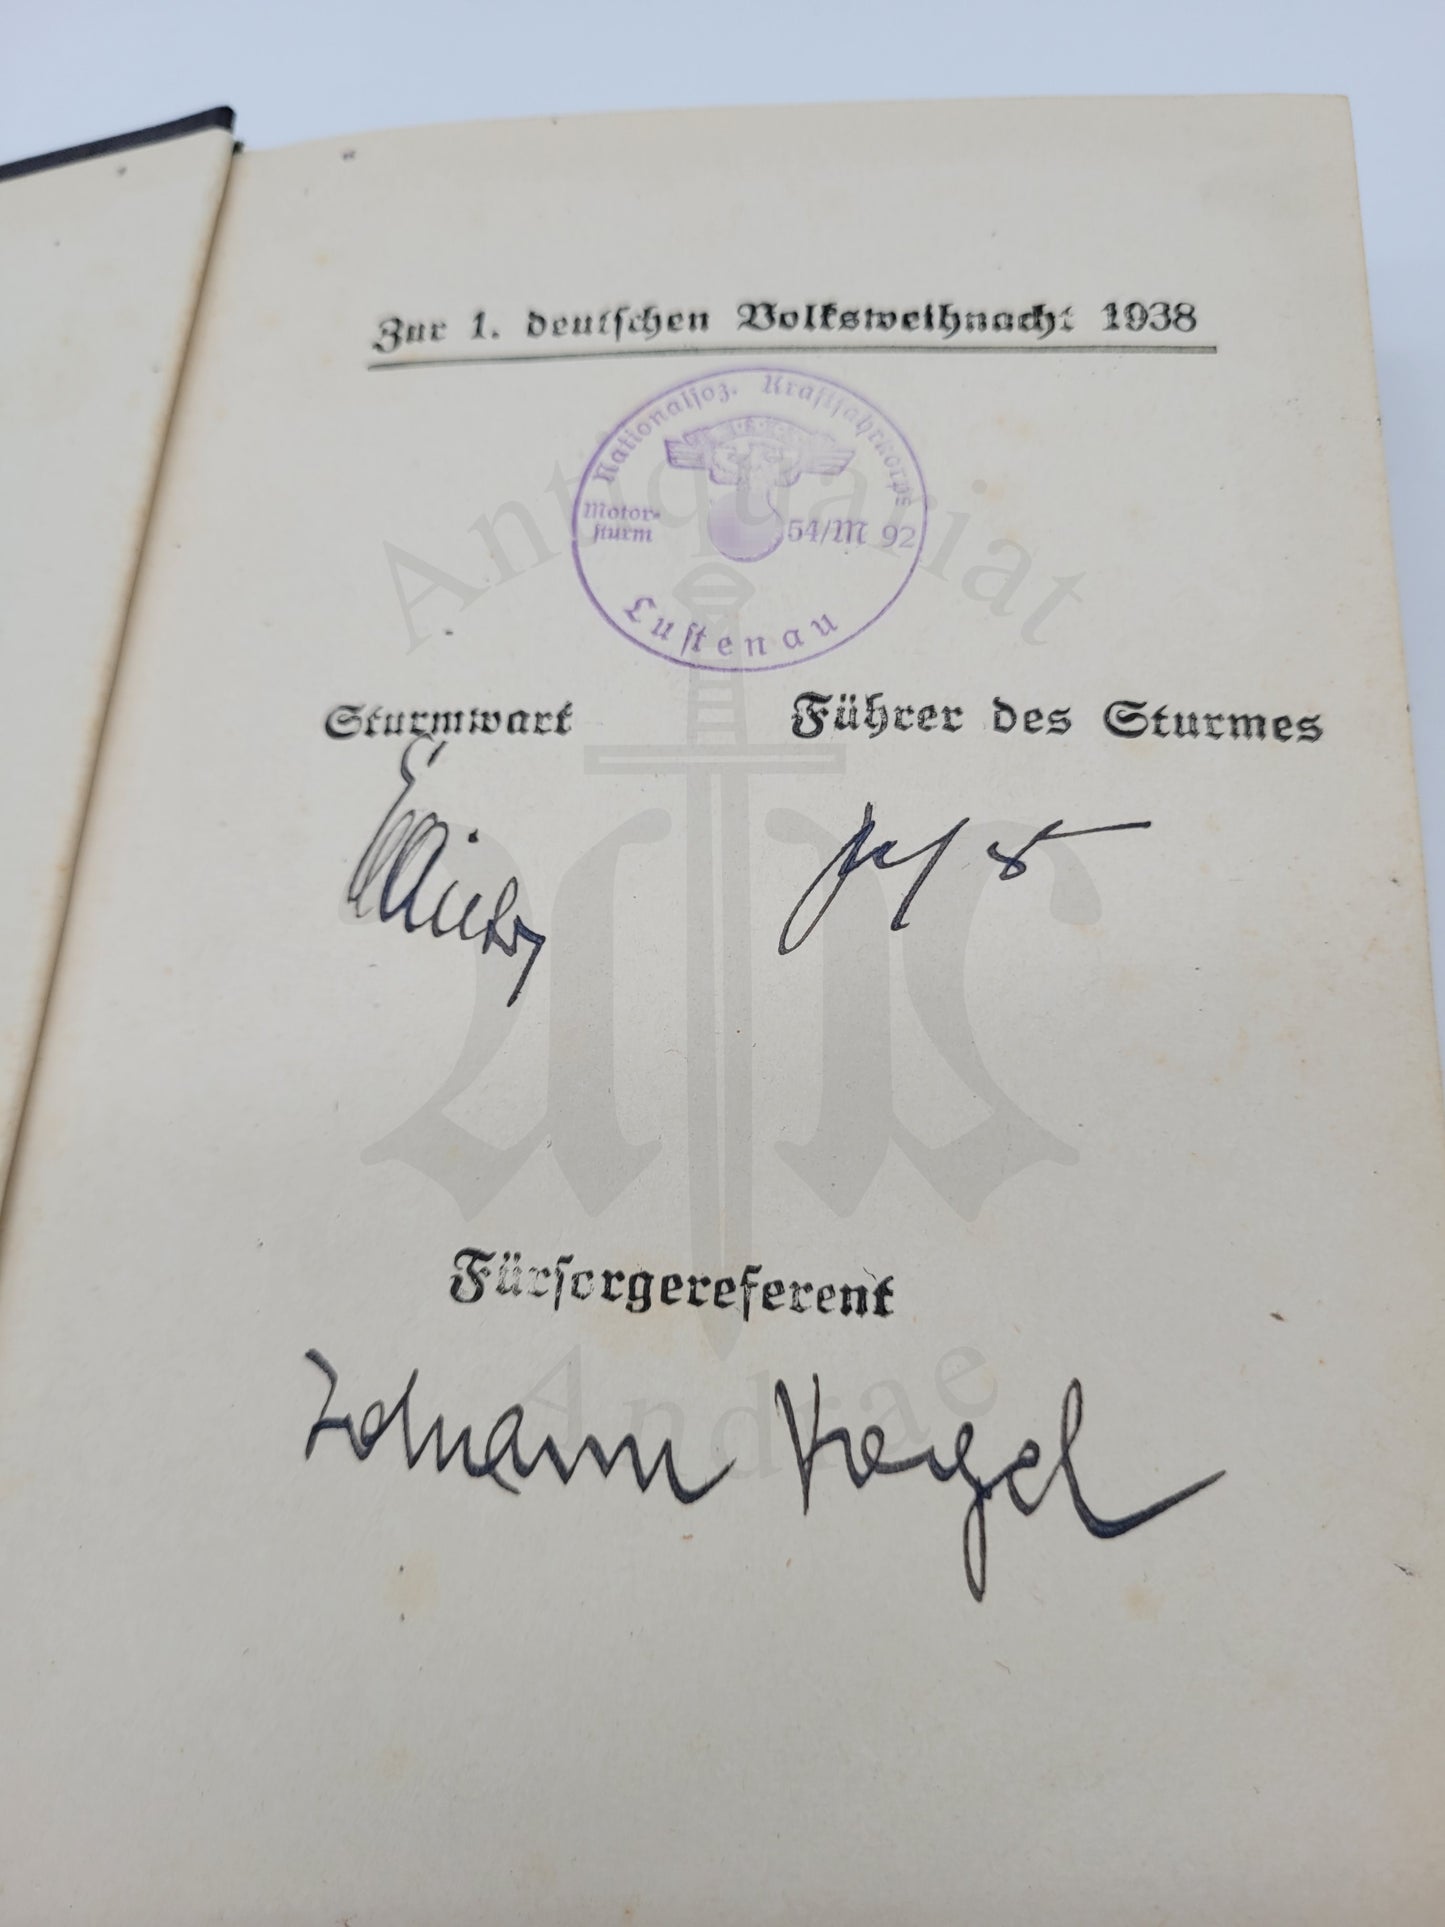 Zur 1. deutschen Volksweihnacht 1938
Nationalsoz. Kraftfahrkorps
N.S.K.K.
Motor-
sturm
54/M 92
Lustenau
Antiquariat
Sturmwart
Führer des Sturmes
Fürsorgereferent
Andrae
Johann Vogel